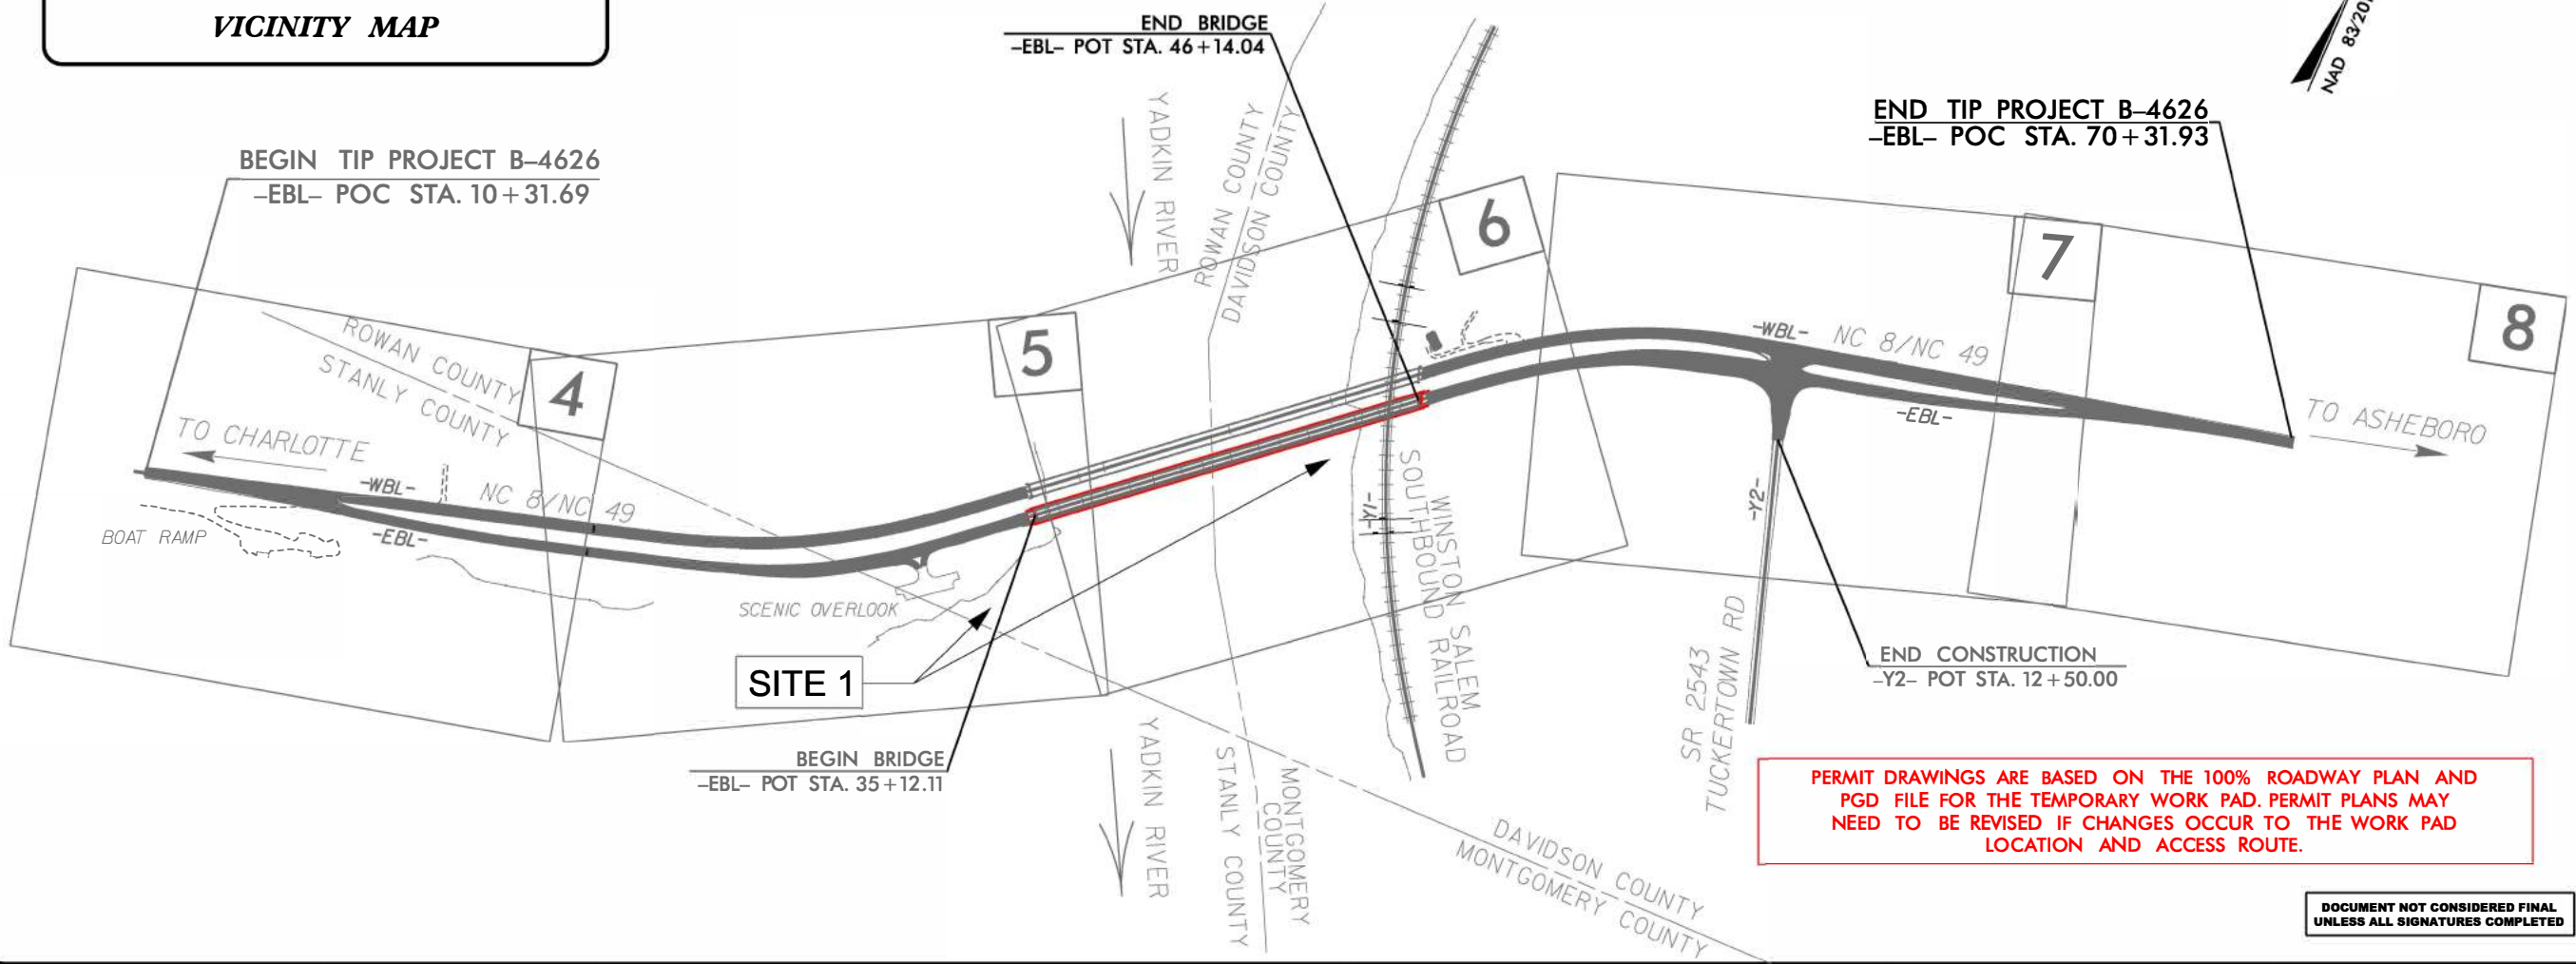 VICINITY MAP
END BRIDGE
-EBL- POT STA. 46+14.04
NAD 83/
BEGIN TIP PROJECT B-4626
-EBL- POC STA. 10+31.69
END TIP PROJECT B-4626
-EBL- POC STA. 70+31.93
YADKIN RIVER
ROWAN COUNTY
DAVIDSON COUNTY
4
5
6
7
8
ROWAN COUNTY
STANLY COUNTY
TO CHARLOTTE
-WBL-
NC 8/NC 49
-EBL-
BOAT RAMP
SCENIC OVERLOOK
-WBL-
NC 8/NC 49
-EBL-
TO ASHEBORO
-Y1-
WINSTON SALEM
SOUTHBOUND RAILROAD
-Y2-
SR 2543
TUCKERTOWN RD
SITE 1
BEGIN BRIDGE
-EBL- POT STA. 35+12.11
END CONSTRUCTION
-Y2- POT STA. 12+50.00
YADKIN RIVER
STANLY COUNTY
MONTGOMERY
COUNTY
DAVIDSON COUNTY
MONTGOMERY COUNTY
PERMIT DRAWINGS ARE BASED ON THE 100% ROADWAY PLAN AND
PGD FILE FOR THE TEMPORARY WORK PAD. PERMIT PLANS MAY
NEED TO BE REVISED IF CHANGES OCCUR TO THE WORK PAD
LOCATION AND ACCESS ROUTE.
DOCUMENT NOT CONSIDERED FINAL
UNLESS ALL SIGNATURES COMPLETED